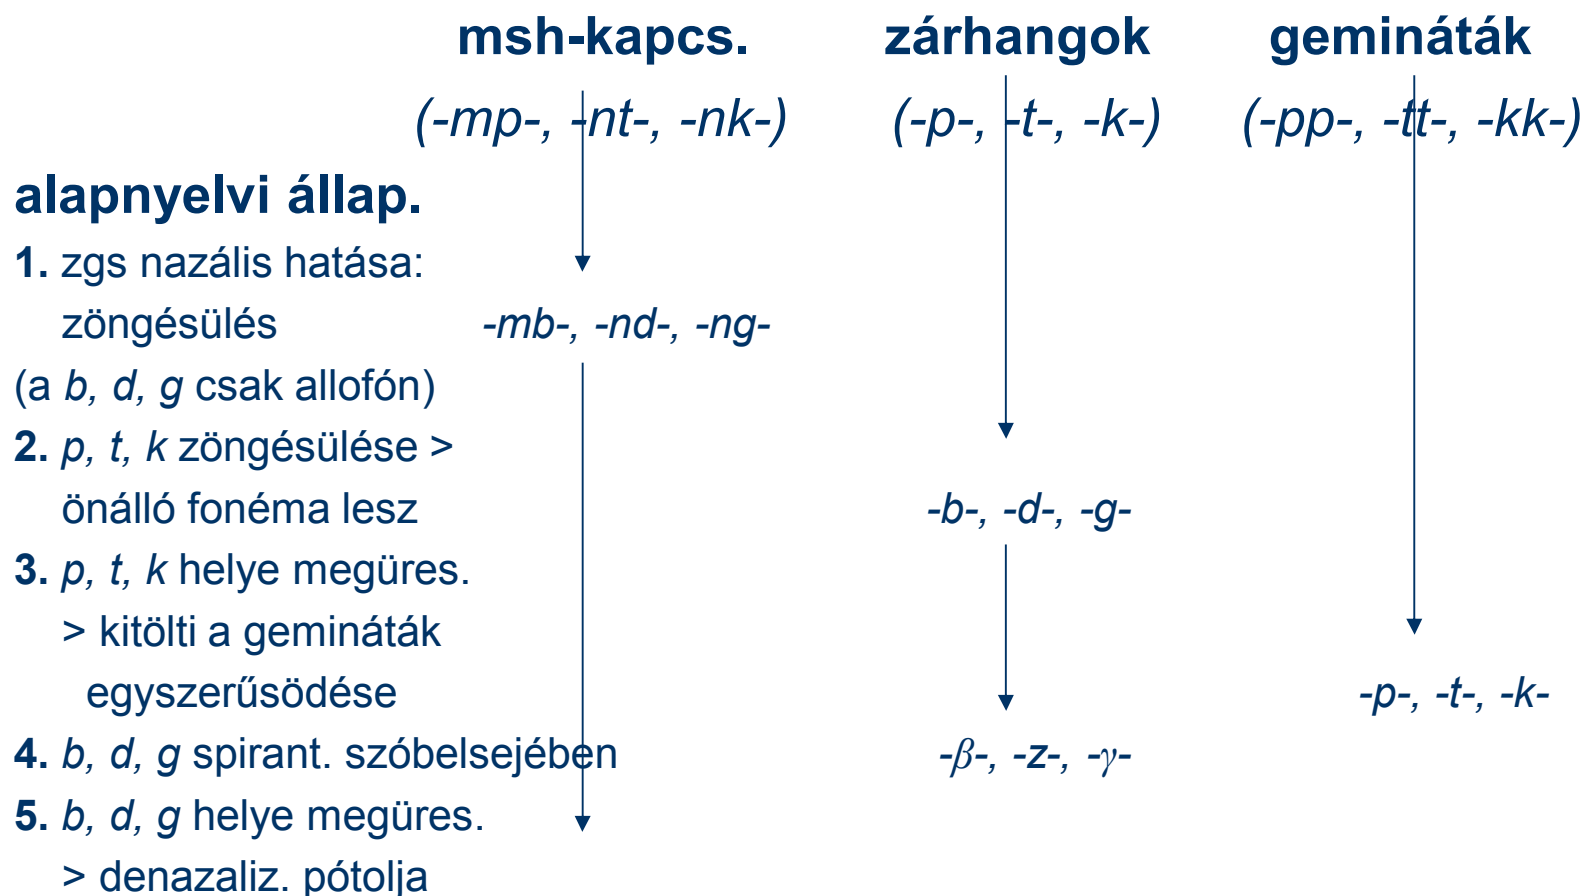 msh-kapcs. zárhangok gemináták
(-mp-, -nt-, -nk-) (-p-, -t-, -k-) (-pp-, -tt-, -kk-)
alapnyelvi állap.
1. zgs nazális hatása:
zöngésülés -mb-, -nd-, -ng-
(a b, d, g csak allofón)
2. p, t, k zöngésülése >
önálló fonéma lesz -b-, -d-, -g-
3. p, t, k helye megüres.
> kitölti a gemináták
egyszerűsödése -p-, -t-, -k-
4. b, d, g spirant. szóbelsejében -β-, -z-, -γ-
5. b, d, g helye megüres.
> denazaliz. pótolja